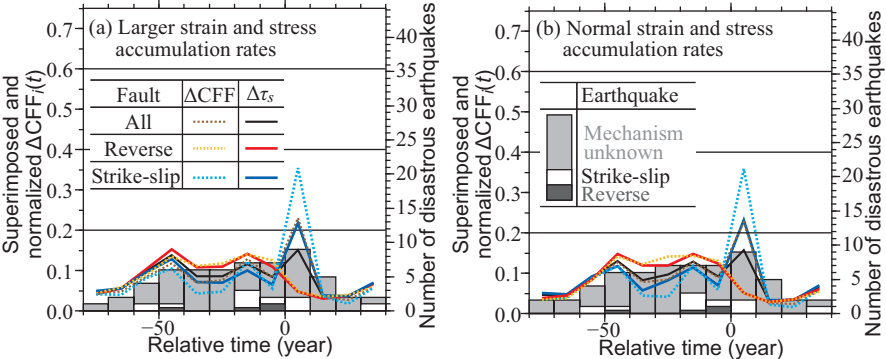 (a) Larger strain and stress
accumulation rates
Superimposed and
normalized ΔCFFᵢ(t)
0.7
0.6
0.5
0.4
0.3
0.2
0.1
0.0
Fault ΔCFF Δτₛ
All
Reverse
Strike-slip
40
35
30
25
20
15
10
5
0
Number of disastrous earthquakes
−50 0
Relative time (year)
(b) Normal strain and stress
accumulation rates
Superimposed and
normalized ΔCFFᵢ(t)
0.7
0.6
0.5
0.4
0.3
0.2
0.1
0.0
Earthquake
Mechanism
unknown
Strike-slip
Reverse
40
35
30
25
20
15
10
5
0
Number of disastrous earthquakes
−50 0
Relative time (year)